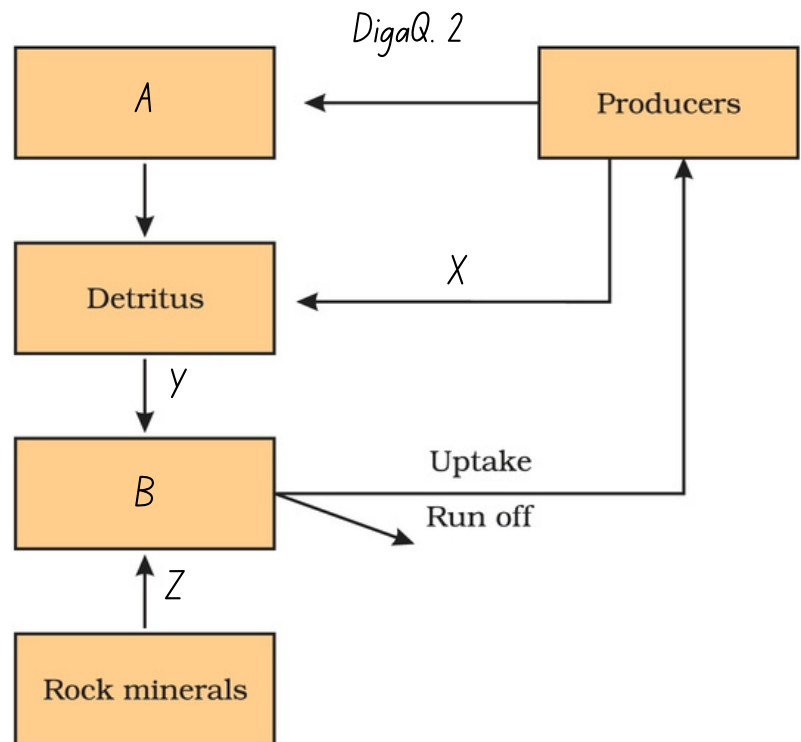 DigaQ. 2
A
Producers
Detritus
X
Y
B
Uptake
Run off
Z
Rock minerals